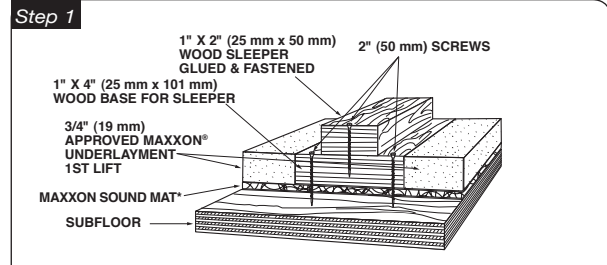 Step 1
1" X 2" (25 mm x 50 mm)
WOOD SLEEPER
GLUED & FASTENED
2" (50 mm) SCREWS
1" X 4" (25 mm x 101 mm)
WOOD BASE FOR SLEEPER
3/4" (19 mm)
APPROVED MAXXON®
UNDERLAYMENT
1ST LIFT
MAXXON SOUND MAT*
SUBFLOOR